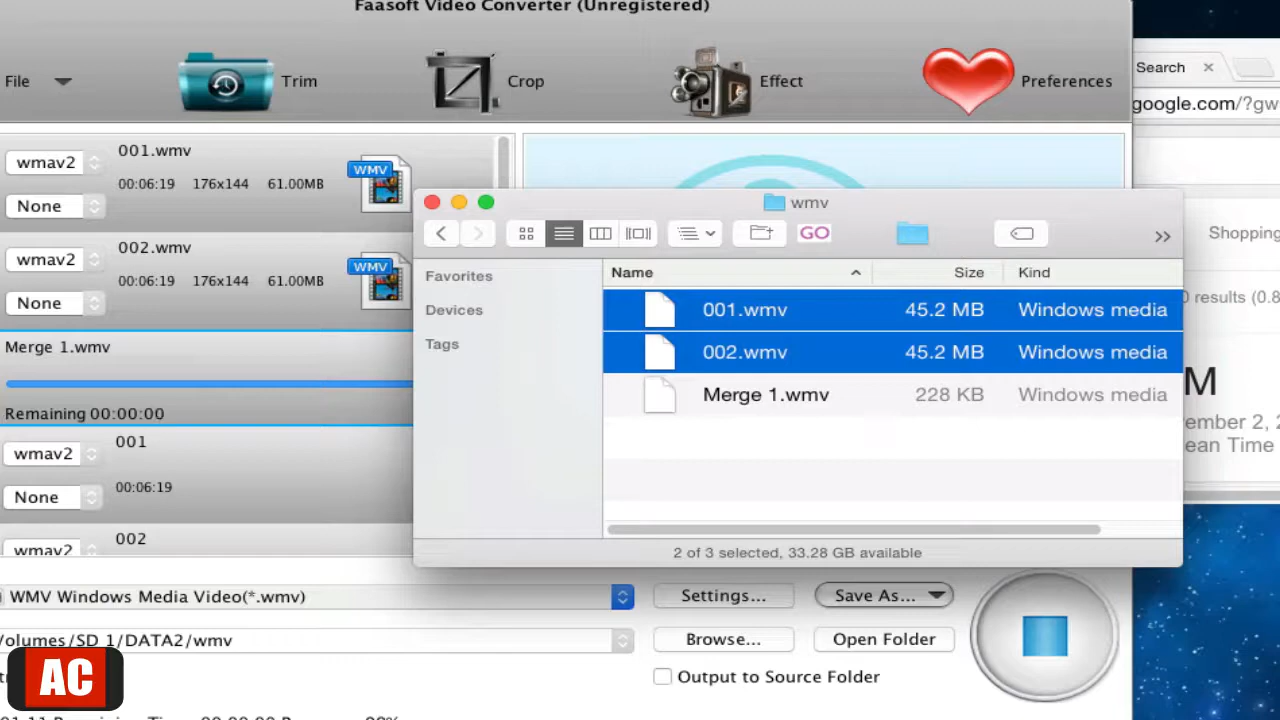 Faasoft Video Converter (Unregistered)
File
Trim
Crop
Effect
Preferences
Search
google.com/?gw
wmav2
001.wmv
00:06:19 176x144 61.00MB
WMV
None
wmav2
002.wmv
00:06:19 176x144 61.00MB
WMV
None
Merge 1.wmv
Remaining 00:00:00
wmav2
001
None
00:06:19
wmav2
002
wmv
GO
Favorites
Devices
Tags
Name Size Kind
001.wmv 45.2 MB Windows media
002.wmv 45.2 MB Windows media
Merge 1.wmv 228 KB Windows media
2 of 3 selected, 33.28 GB available
Shopping
0 results (0.8
M
ember 2, 2
ean Time
WMV Windows Media Video(*.wmv)
Settings...
Save As...
olumes/SD_1/DATA2/wmv
Browse...
Open Folder
Output to Source Folder
AC